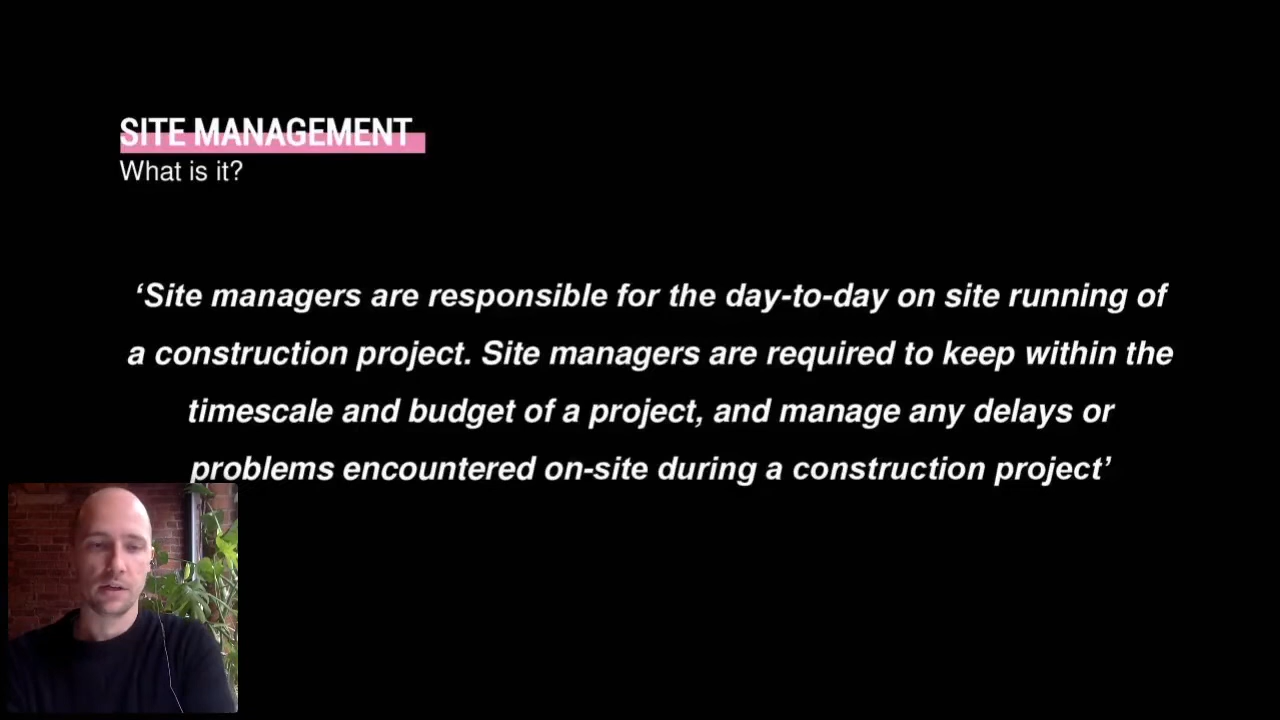 SITE MANAGEMENT
What is it?
‘Site managers are responsible for the day-to-day on site running of
a construction project. Site managers are required to keep within the
timescale and budget of a project, and manage any delays or
problems encountered on-site during a construction project’